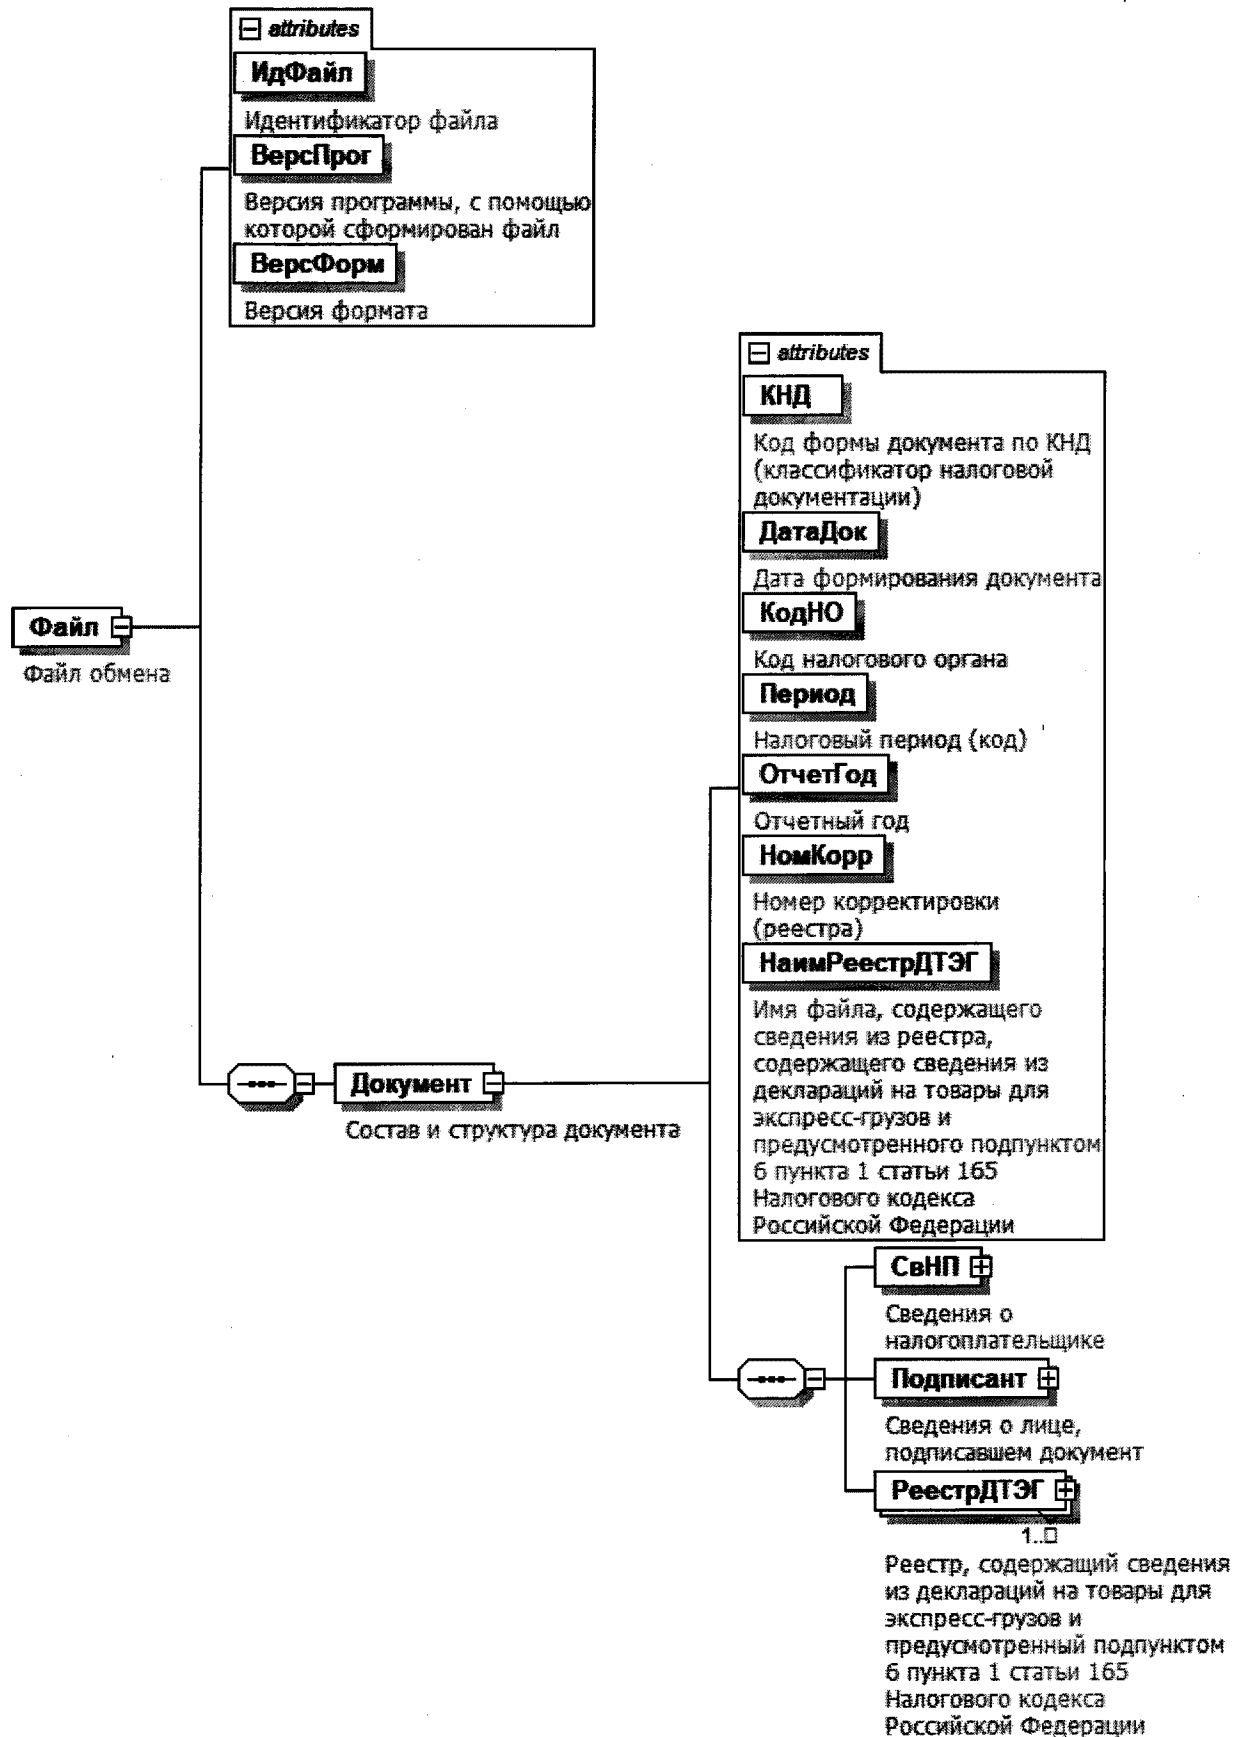 attributes
ИдФайл
Идентификатор файла
ВерсПрог
Версия программы, с помощью
которой сформирован файл
ВерсФорм
Версия формата
attributes
КНД
Код формы документа по КНД
(классификатор налоговой
документации)
ДатаДок
Дата формирования документа
КодНО
Код налогового органа
Период
Налоговый период (код)
ОтчетГод
Отчетный год
НомКорр
Номер корректировки
(реестра)
НаимРеестрДТЭГ
Имя файла, содержащего
сведения из реестра,
содержащего сведения из
деклараций на товары для
экспресс-грузов и
предусмотренного подпунктом
6 пункта 1 статьи 165
Налогового кодекса
Российской Федерации
Файл
Файл обмена
Документ
Состав и структура документа
СвНП
Сведения о
налогоплательщике
Подписант
Сведения о лице,
подписавшем документ
РеестрДТЭГ
1..□
Реестр, содержащий сведения
из деклараций на товары для
экспресс-грузов и
предусмотренный подпунктом
6 пункта 1 статьи 165
Налогового кодекса
Российской Федерации